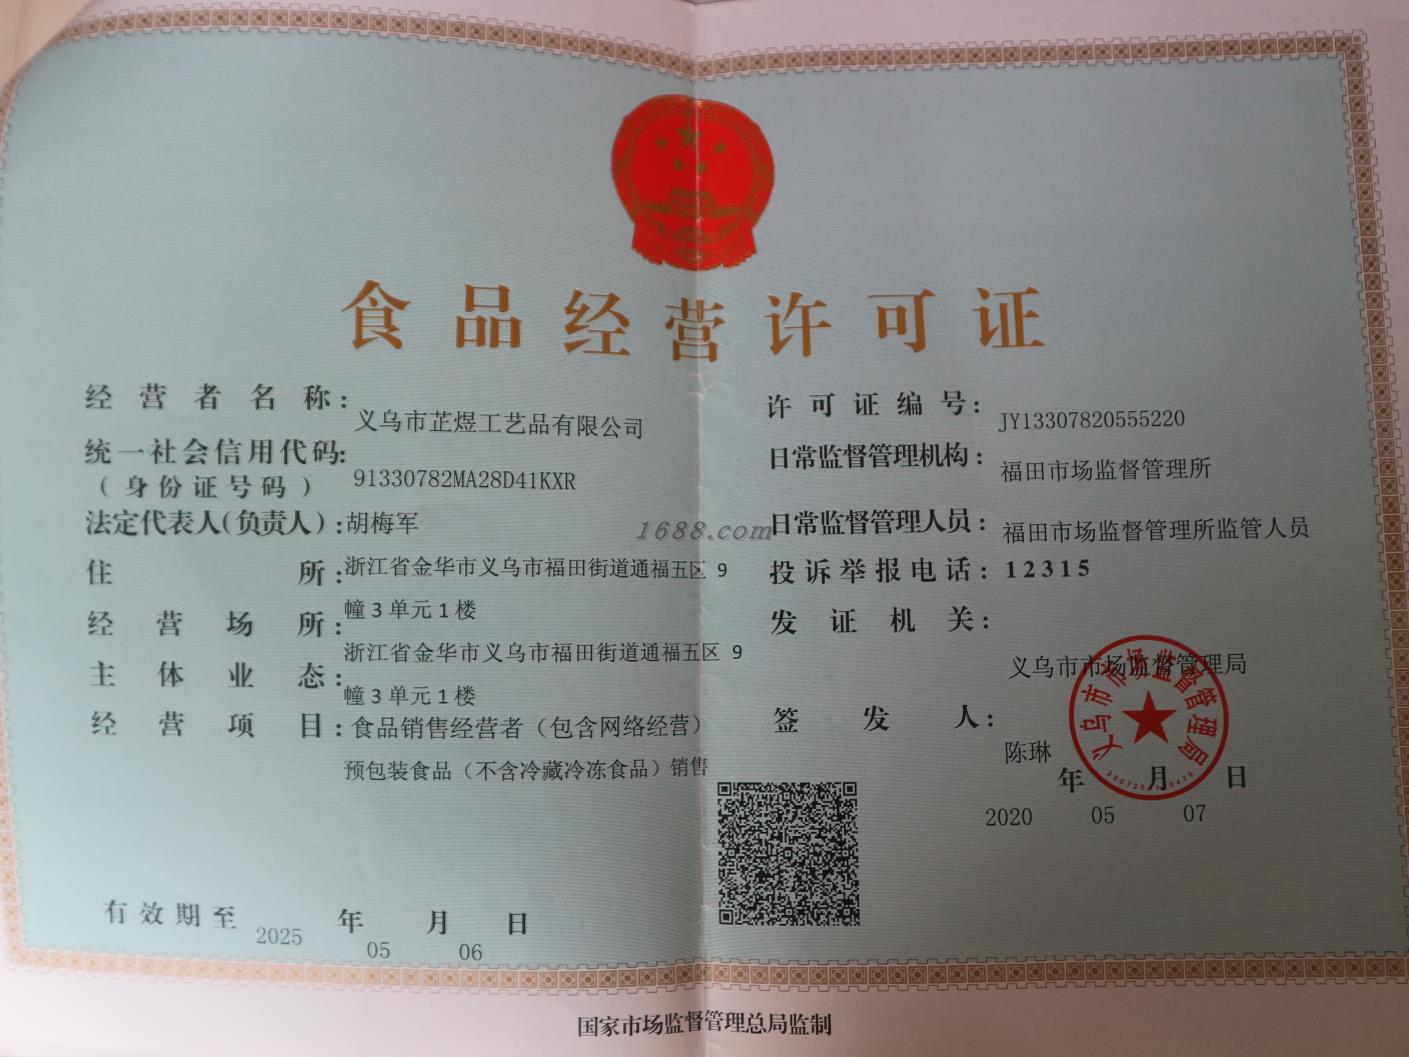 食品经营许可证
经营者名称:
义乌市芷煜工艺品有限公司
统一社会信用代码:
(身份证号码)
91330782MA28D41KXR
法定代表人(负责人):胡梅军
住所:浙江省金华市义乌市福田街道通福五区 9
幢 3 单元 1 楼
经营场所:
浙江省金华市义乌市福田街道通福五区 9
幢 3 单元 1 楼
主体业态:
经营项目:食品销售经营者（包含网络经营）
预包装食品（不含冷藏冷冻食品）销售
有效期至 2025 年 05 月 06 日
许可证编号:
JY13307820555220
日常监督管理机构:
福田市场监督管理所
日常监督管理人员:
福田市场监督管理所监管人员
投诉举报电话:12315
发证机关:
义乌市市场监督管理局
签发人:
陈琳
年月日
2020 05 07
义乌市市场监督管理局
1688.com
国家市场监督管理总局监制